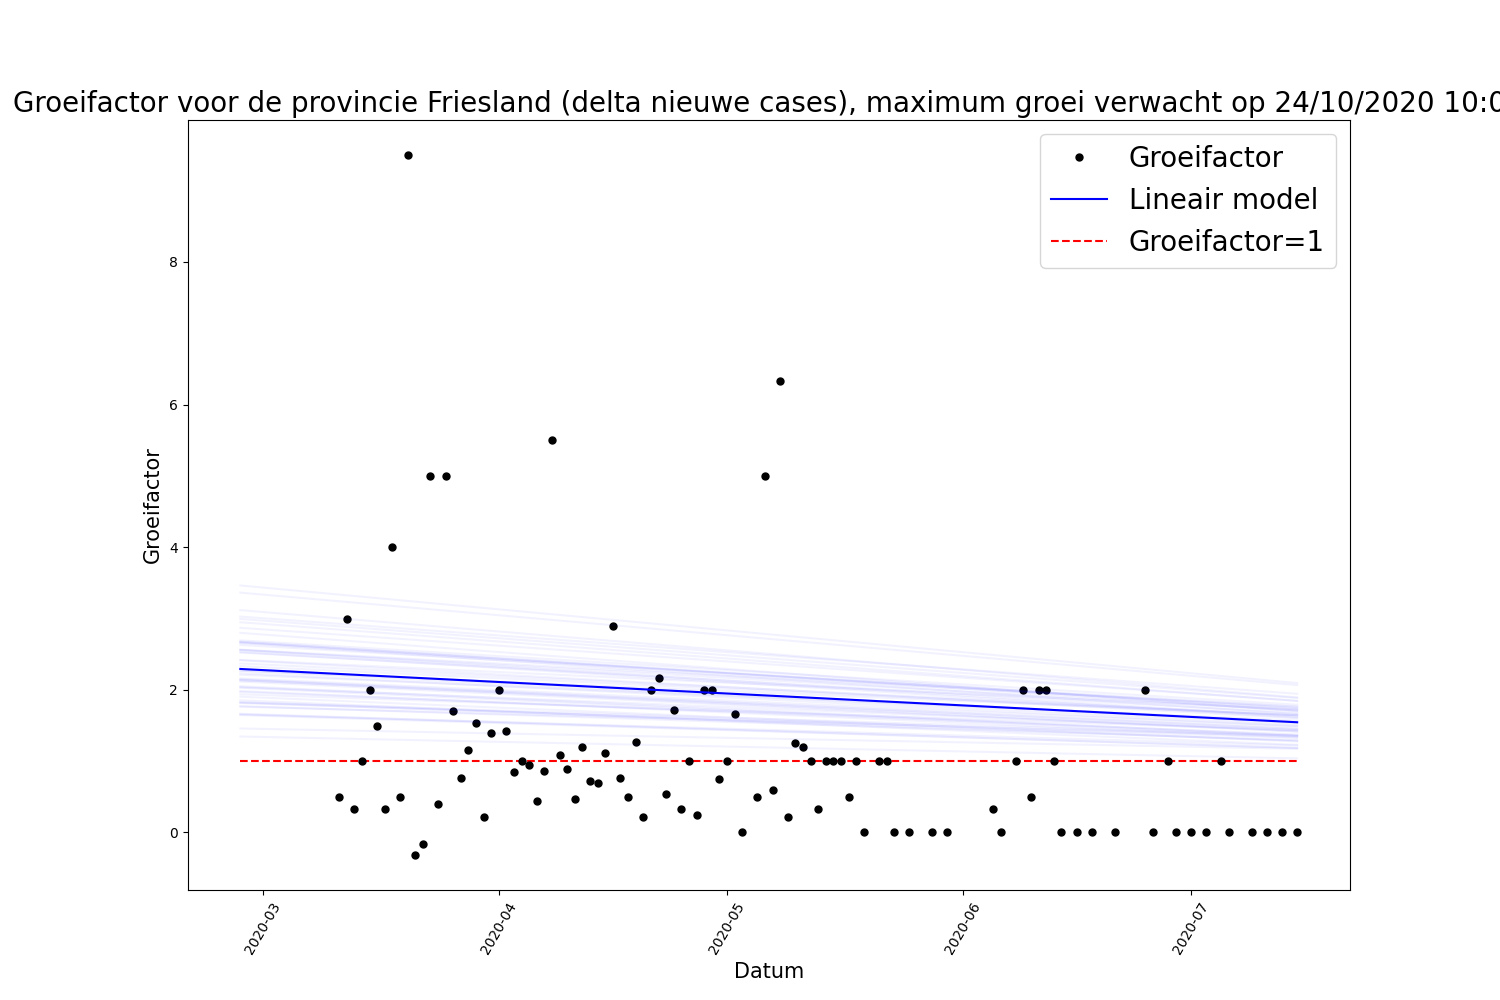 Groeifactor voor de provincie Friesland (delta nieuwe cases), maximum groei verwacht op 24/10/2020 10:0
Groeifactor
Lineair model
Groeifactor=1
8
6
4
2
0
Groeifactor
2020-03
2020-04
2020-05
2020-06
2020-07
Datum